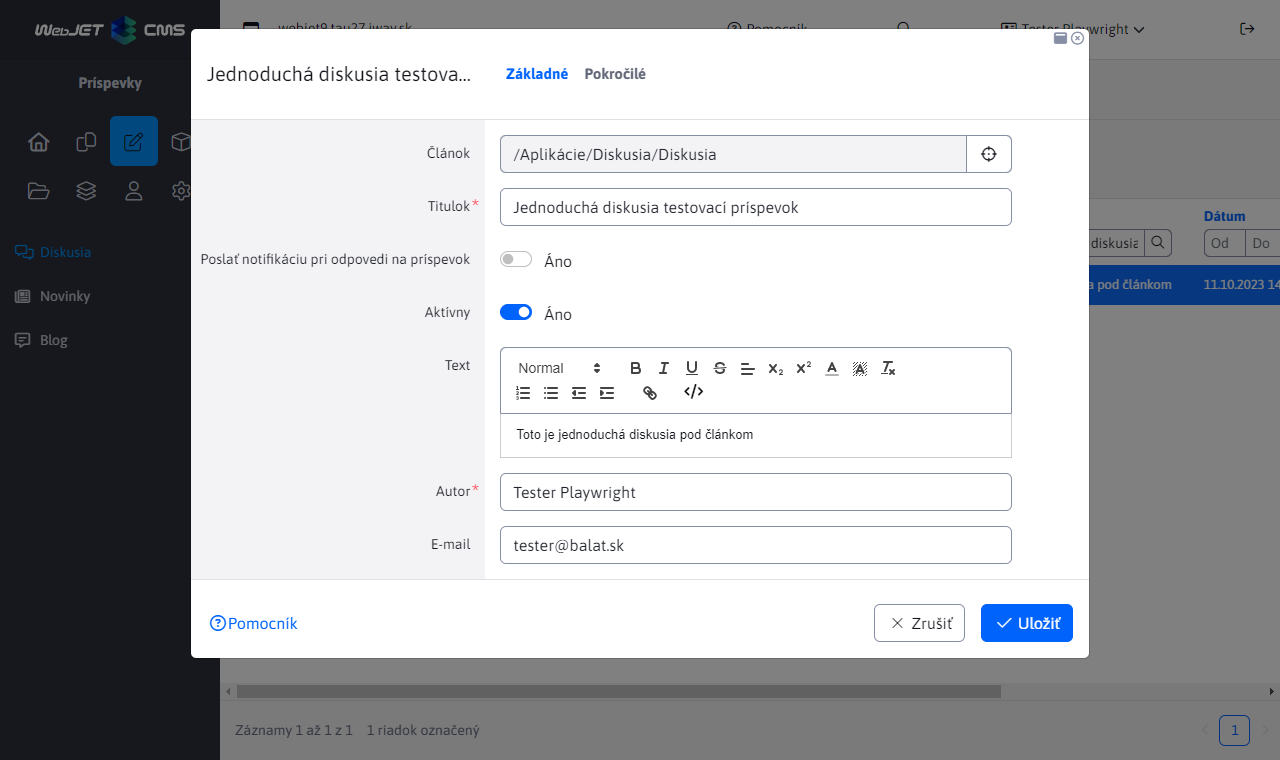 WebJET CMS
webjet9.tau27.iway.sk
Pomocník
Tester Playwright
Príspevky
Jednoduchá diskusia testova...
Základné
Pokročilé
Článok
/Aplikácie/Diskusia/Diskusia
Titulok*
Jednoduchá diskusia testovací príspevok
Poslať notifikáciu pri odpovedi na príspevok
Áno
Aktívny
Áno
Text
Normal
Toto je jednoduchá diskusia pod článkom
Autor*
Tester Playwright
E-mail
tester@balat.sk
Pomocník
Zrušiť
Uložiť
Diskusia
Novinky
Blog
Dátum
diskusia
Od
Do
pod článkom
11.10.2023 14
Záznamy 1 až 1 z 1
1 riadok označený
1